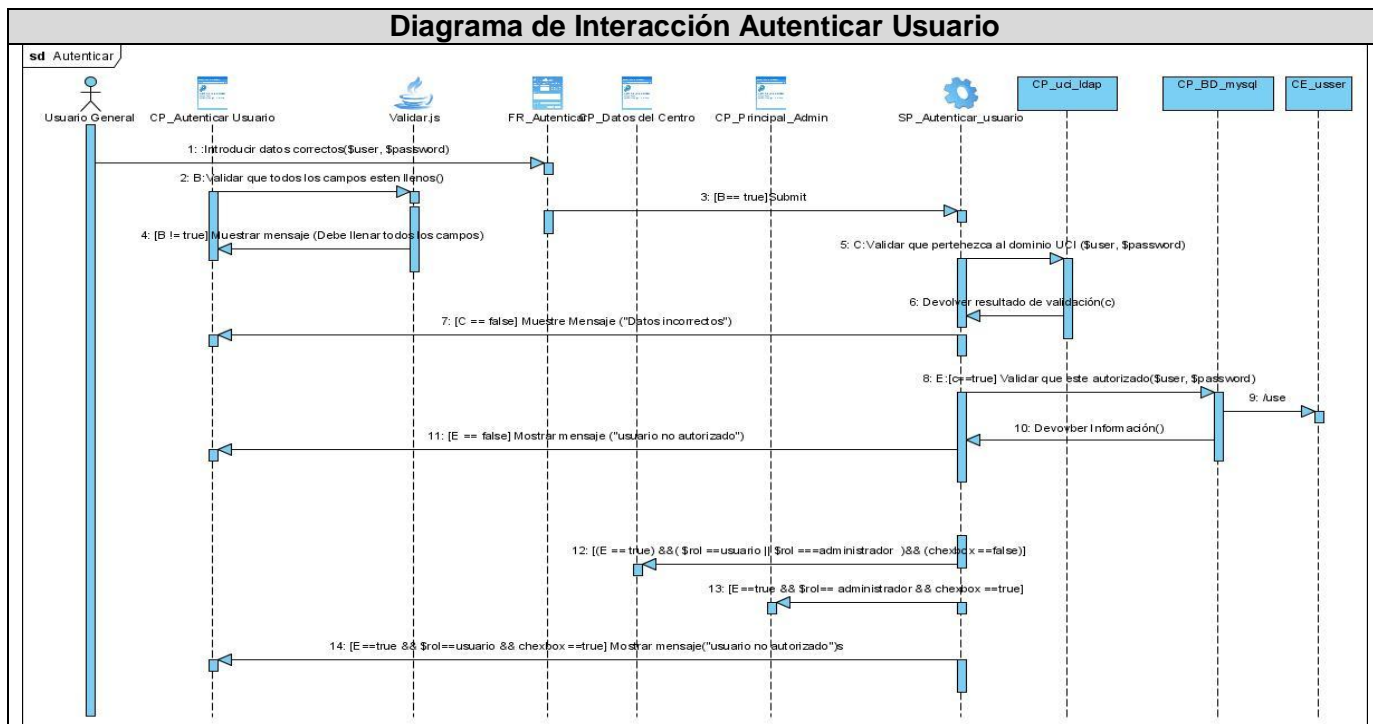 Diagrama de Interacción Autenticar Usuario
sd Autenticar
CP_uci_ldap
CP_BD_mysql
CE_usser
Usuario General
CP_Autenticar Usuario
Validar.js
FR_Autenticar
CP_Datos del Centro
CP_Principal_Admin
SP_Autenticar_usuario
1: :Introducir datos correctos($user, $password)
2: B:Validar que todos los campos esten llenos()
3: [B== true]Submit
4: [B != true] Muestrar mensaje (Debe llenar todos los campos)
5: C:Validar que pertenezca al dominio UCI ($user, $password)
6: Devolver resultado de validación(c)
7: [C == false] Muestre Mensaje ("Datos incorrectos")
8: E:[c==true] Validar que este autorizado($user, $password)
9: /use
10: Devovber Información()
11: [E == false] Mostrar mensaje ("usuario no autorizado")
12: [(E == true) &&( $rol ==usuario || $rol ===administrador )&& (chexbox ==false)]
13: [E==true && $rol== administrador && chexbox ==true]
14: [E==true && $rol==usuario && chexbox ==true] Mostrar mensaje("usuario no autorizado")s